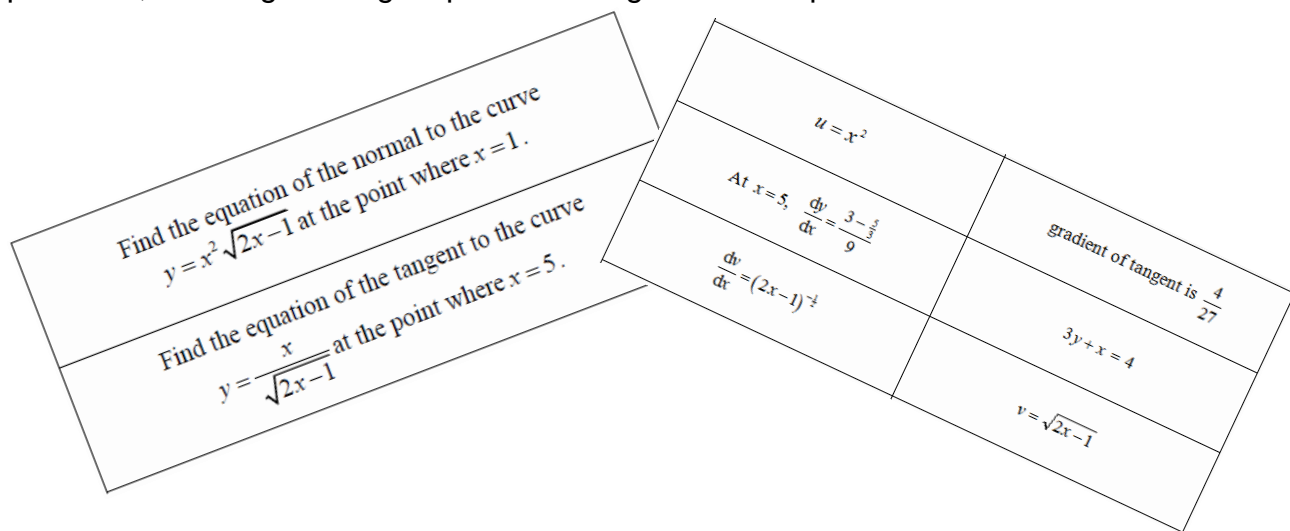 Find the equation of the normal to the curve
y = x² √(2x−1) at the point where x = 1.
Find the equation of the tangent to the curve
y = x/√(2x−1) at the point where x = 5.
u = x²
At x = 5, dy/dx = (3 − 5/3)/9
dv/dx = (2x−1)^(−1/2)
gradient of tangent is 4/27
3y + x = 4
v = √(2x−1)